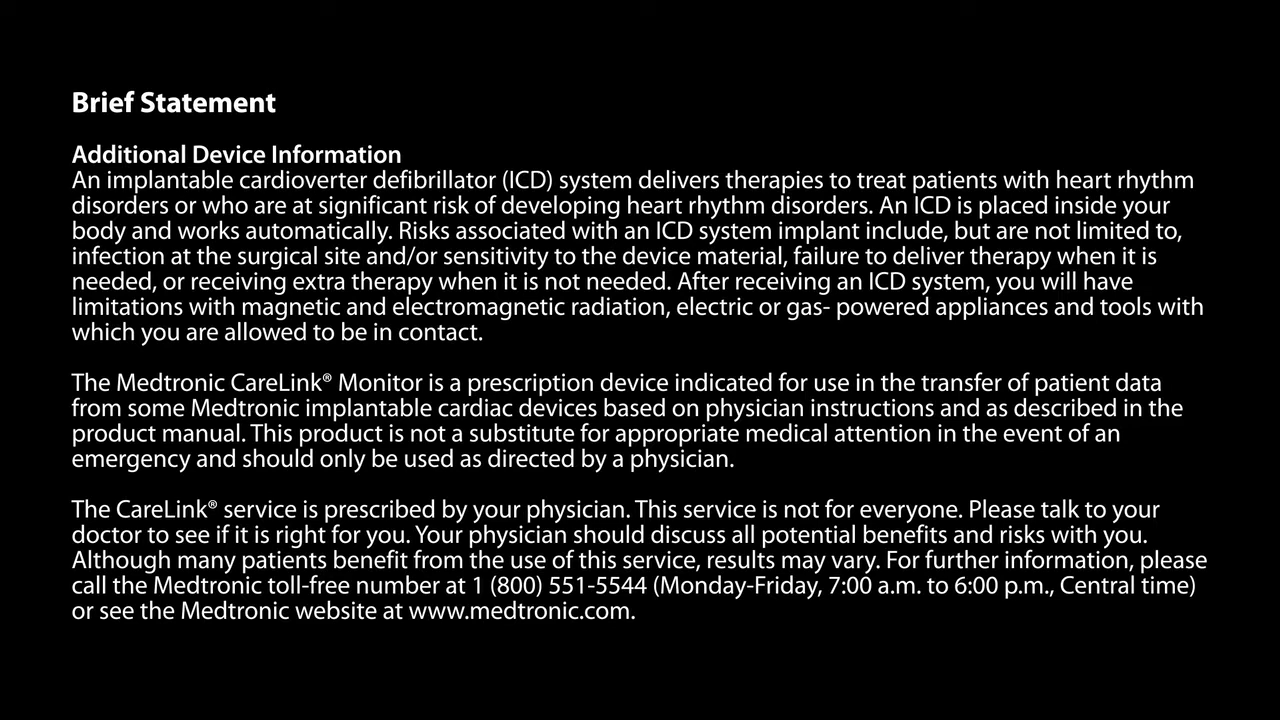 Brief Statement
Additional Device Information
An implantable cardioverter defibrillator (ICD) system delivers therapies to treat patients with heart rhythm
disorders or who are at significant risk of developing heart rhythm disorders. An ICD is placed inside your
body and works automatically. Risks associated with an ICD system implant include, but are not limited to,
infection at the surgical site and/or sensitivity to the device material, failure to deliver therapy when it is
needed, or receiving extra therapy when it is not needed. After receiving an ICD system, you will have
limitations with magnetic and electromagnetic radiation, electric or gas- powered appliances and tools with
which you are allowed to be in contact.
The Medtronic CareLink® Monitor is a prescription device indicated for use in the transfer of patient data
from some Medtronic implantable cardiac devices based on physician instructions and as described in the
product manual. This product is not a substitute for appropriate medical attention in the event of an
emergency and should only be used as directed by a physician.
The CareLink® service is prescribed by your physician. This service is not for everyone. Please talk to your
doctor to see if it is right for you. Your physician should discuss all potential benefits and risks with you.
Although many patients benefit from the use of this service, results may vary. For further information, please
call the Medtronic toll-free number at 1 (800) 551-5544 (Monday-Friday, 7:00 a.m. to 6:00 p.m., Central time)
or see the Medtronic website at www.medtronic.com.